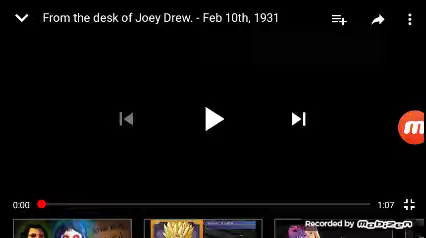 From the desk of Joey Drew. - Feb 10th, 1931
0:00
1:07
Recorded by Mobizen